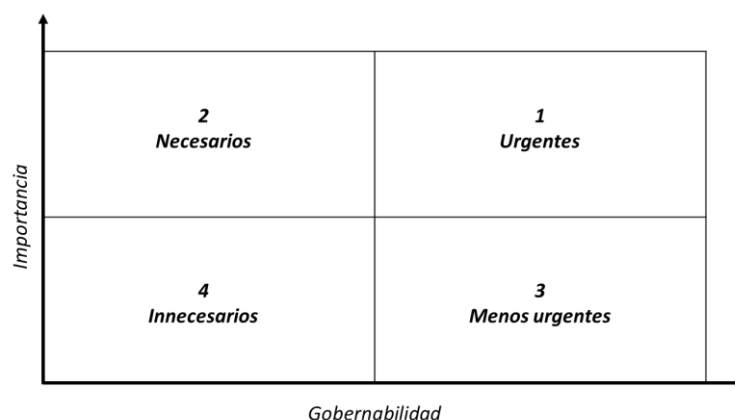 2
Necesarios
1
Urgentes
Importancia
4
Innecesarios
3
Menos urgentes
Gobernabilidad